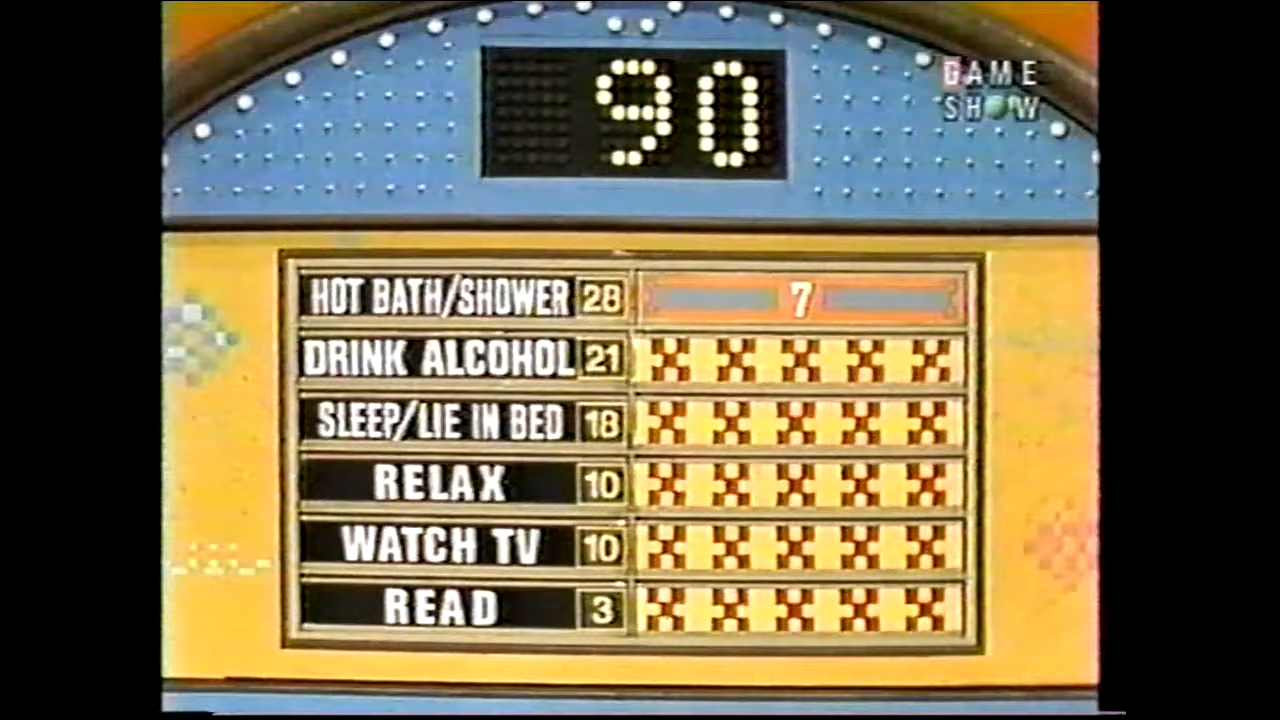 90
GAME
SHOW
HOT BATH/SHOWER 28 7
DRINK ALCOHOL 21
SLEEP/LIE IN BED 18
RELAX 10
WATCH TV 10
READ 3